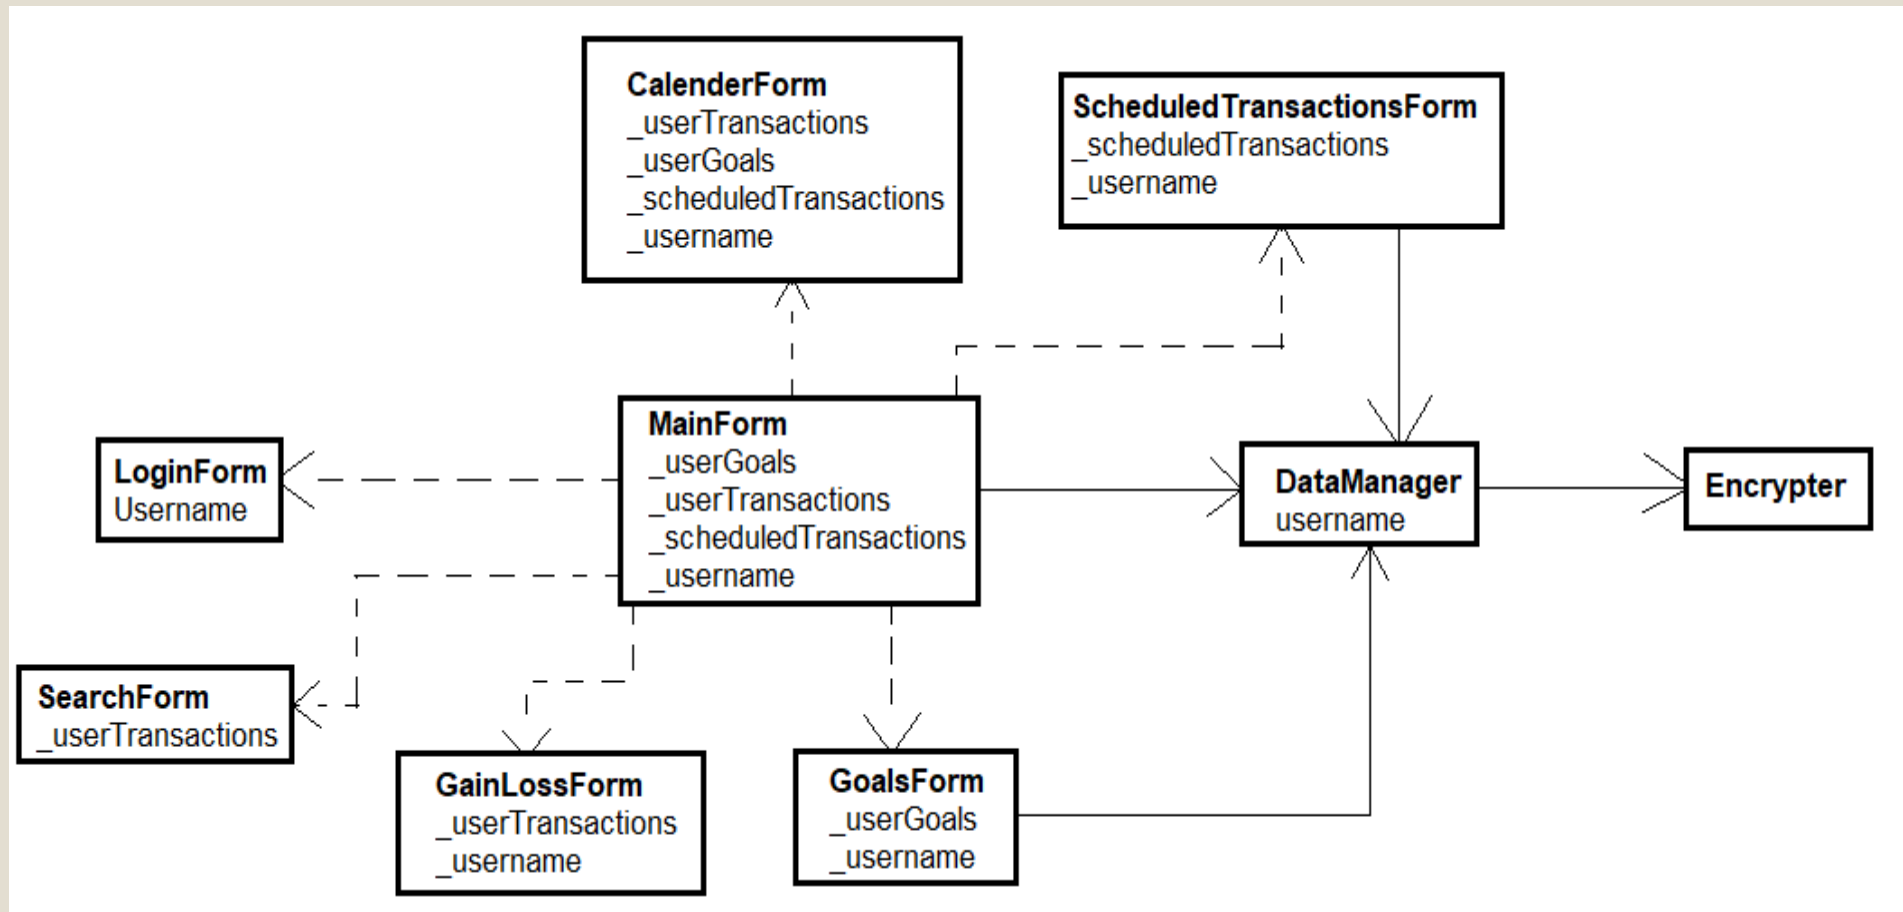 CalenderForm
_userTransactions
_userGoals
_scheduledTransactions
_username
ScheduledTransactionsForm
_scheduledTransactions
_username
MainForm
_userGoals
_userTransactions
_scheduledTransactions
_username
LoginForm
Username
DataManager
username
Encrypter
SearchForm
_userTransactions
GainLossForm
_userTransactions
_username
GoalsForm
_userGoals
_username